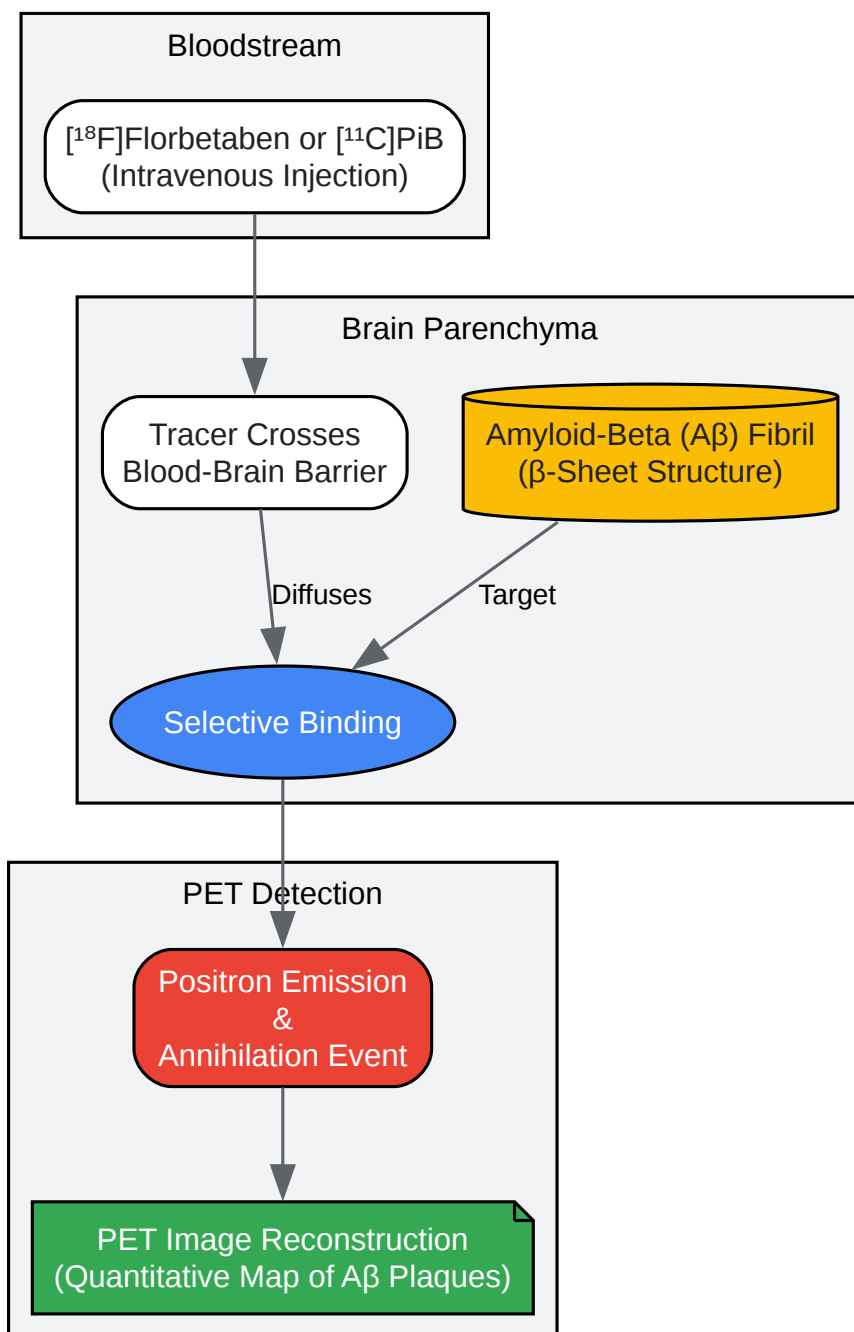 Bloodstream
[¹⁸F]Florbetaben or [¹¹C]PiB
(Intravenous Injection)
Brain Parenchyma
Tracer Crosses
Blood-Brain Barrier
Amyloid-Beta (Aβ) Fibril
(β-Sheet Structure)
Diffuses
Target
Selective Binding
PET Detection
Positron Emission
&
Annihilation Event
PET Image Reconstruction
(Quantitative Map of Aβ Plaques)